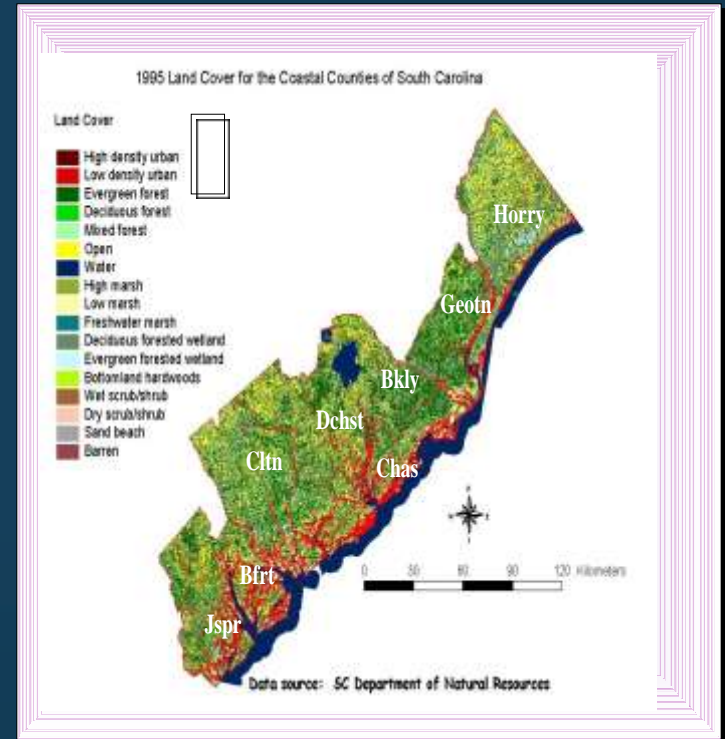 1995 Land Cover for the Coastal Counties of South Carolina
Land Cover
High density urban
Low density urban
Evergreen forest
Deciduous forest
Mixed forest
Open
Water
High marsh
Low marsh
Freshwater marsh
Deciduous forested wetland
Evergreen forested wetland
Bottomland hardwoods
Wet scrub/shrub
Dry scrub/shrub
Sand beach
Barren
Horry
Geotn
Bkly
Dchst
Cltn
Chas
Bfrt
Jspr
0 30 60 90 120 Kilometers
Data source: SC Department of Natural Resources